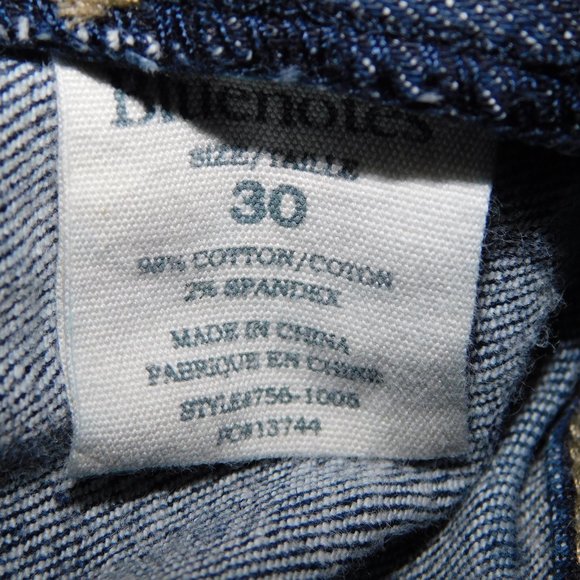 Bluenotes
SIZE/TAILLE
30
98% COTTON/COTON
2% SPANDEX
MADE IN CHINA
FABRIQUE EN CHINE
STYLE#756-1005
PO#13744